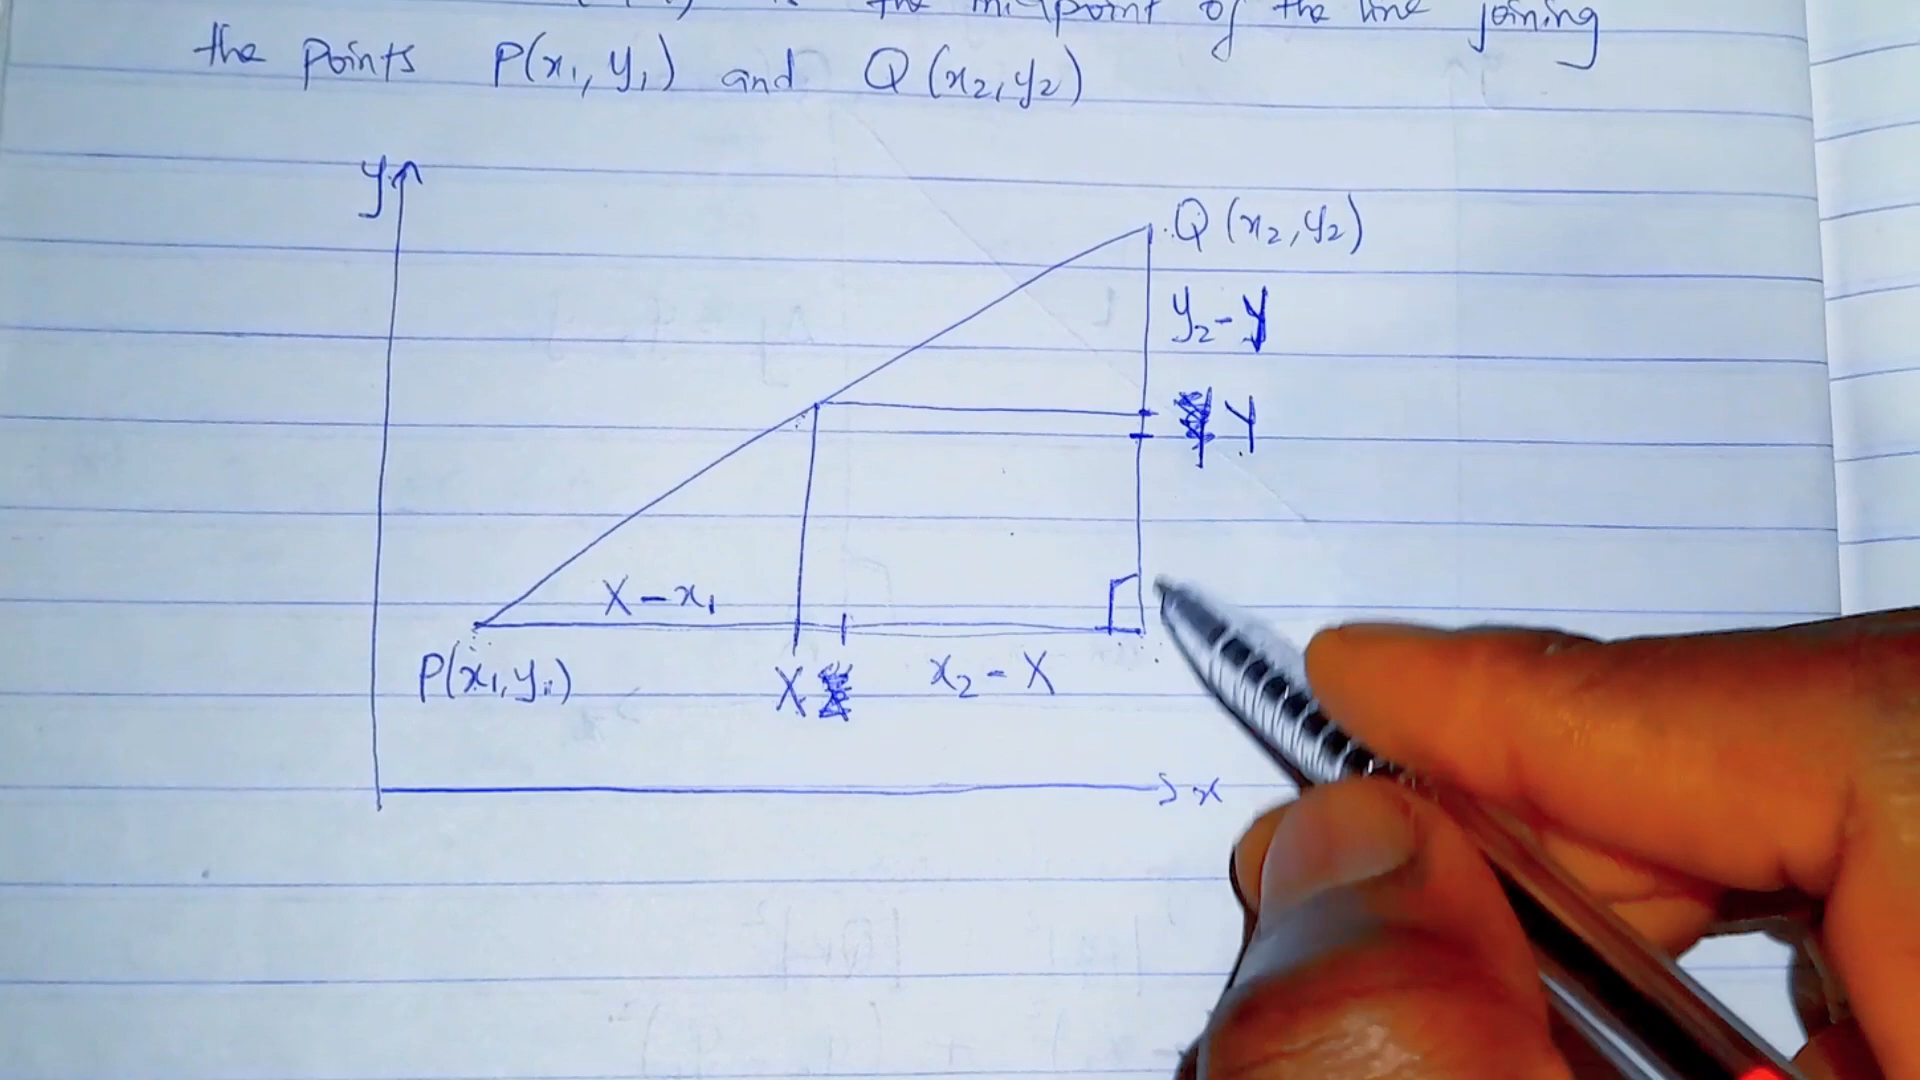 the midpoint of the line joining
the points P(x₁, y₁) and Q(x₂, y₂)
y
Q(x₂, y₂)
y₂-y
Y
X-x₁
P(x₁, y₁)
X
x₂-X
x